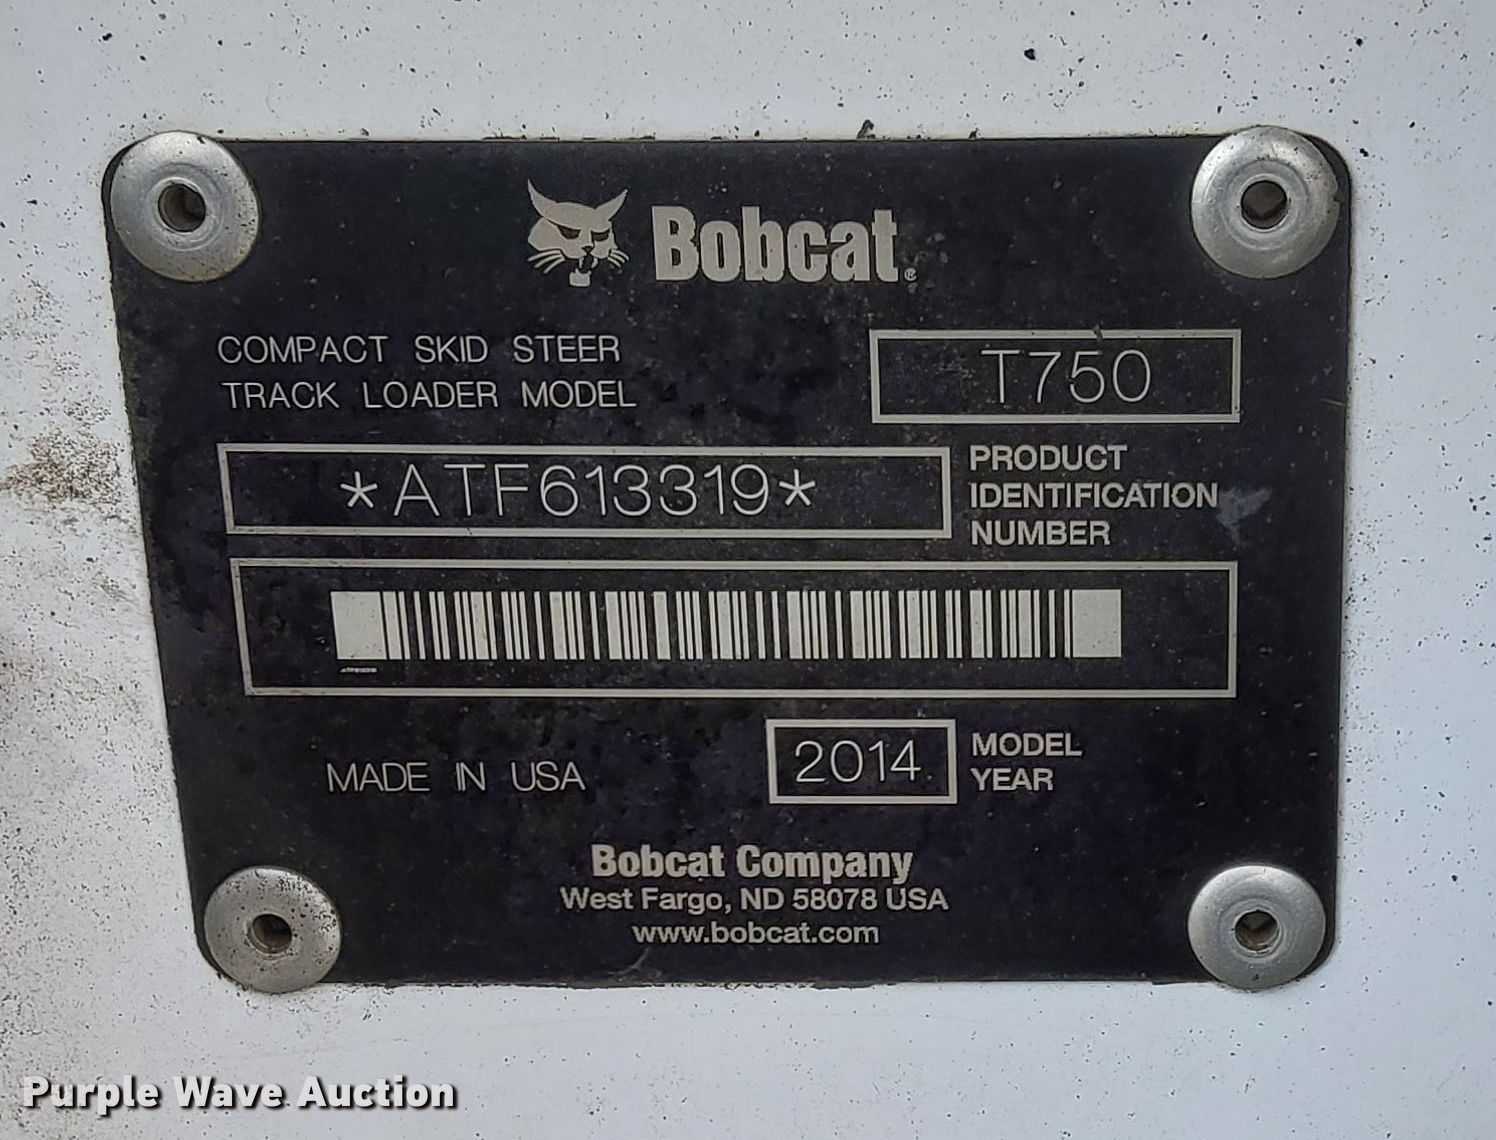 Bobcat®
COMPACT SKID STEER
TRACK LOADER MODEL
T750
*ATF613319*
PRODUCT
IDENTIFICATION
NUMBER
ATF613319
MADE IN USA
2014
MODEL
YEAR
Bobcat Company
West Fargo, ND 58078 USA
www.bobcat.com
Purple Wave Auction